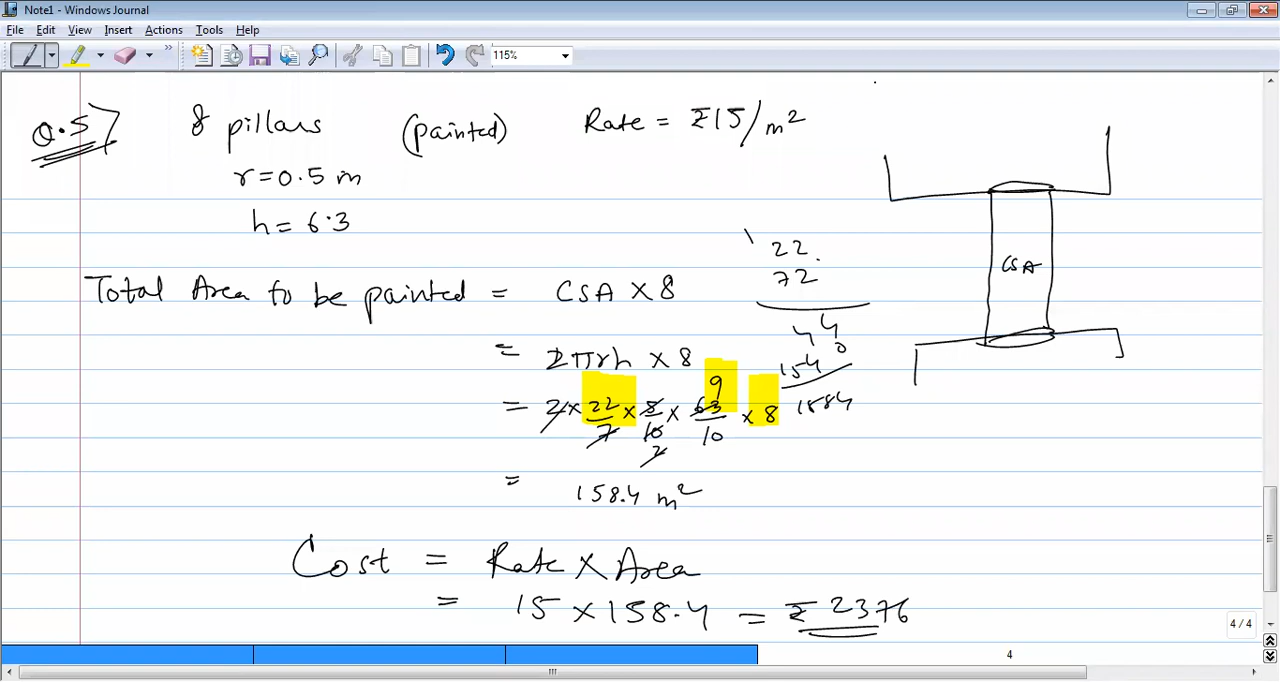 Note1 - Windows Journal
File Edit View Insert Actions Tools Help
115%
Q.5 8 pillars (painted) Rate = ₹15/m²
r=0.5 m
h= 6.3
Total Area to be painted = CSA × 8
= 2πrh × 8
= 2 × 22/7 × 5/10 × 63/10 × 8
9
2
= 158.4 m²
22.
72
44
1540
1584
CSA
Cost = Rate × Area
= 15 × 158.4 = ₹ 2376
4 / 4
4